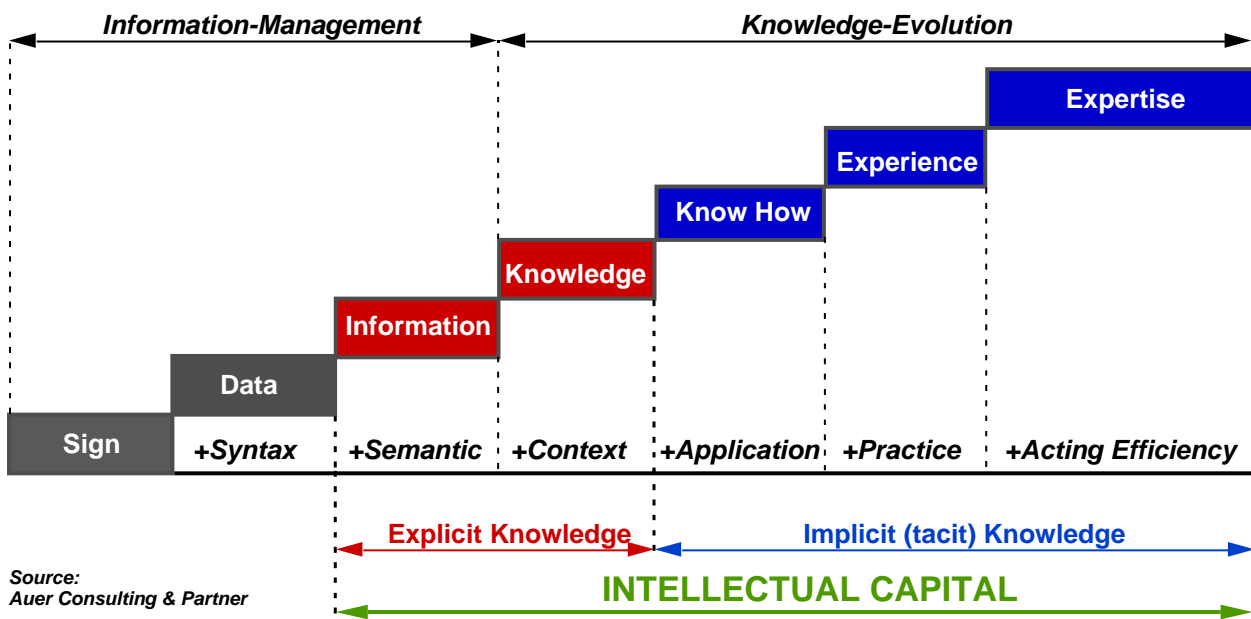 Information-Management
Knowledge-Evolution
Expertise
Experience
Know How
Knowledge
Information
Data
Sign
+Syntax
+Semantic
+Context
+Application
+Practice
+Acting Efficiency
Explicit Knowledge
Implicit (tacit) Knowledge
Source:
Auer Consulting & Partner
INTELLECTUAL CAPITAL